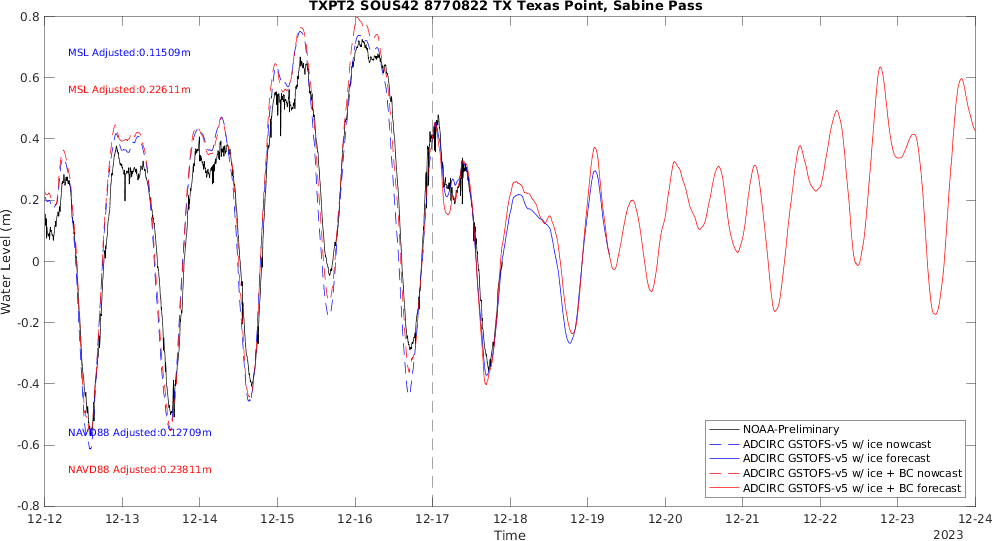 TXPT2 SOUS42 8770822 TX Texas Point, Sabine Pass
0.8
0.6
0.4
0.2
0
-0.2
-0.4
-0.6
-0.8
Water Level (m)
MSL Adjusted:0.11509m
MSL Adjusted:0.22611m
NAVD88 Adjusted:0.12709m
NAVD88 Adjusted:0.23811m
NOAA-Preliminary
ADCIRC GSTOFS-v5 w/ ice nowcast
ADCIRC GSTOFS-v5 w/ ice forecast
ADCIRC GSTOFS-v5 w/ ice + BC nowcast
ADCIRC GSTOFS-v5 w/ ice + BC forecast
12-12 12-13 12-14 12-15 12-16 12-17 12-18 12-19 12-20 12-21 12-22 12-23 12-24
Time
2023